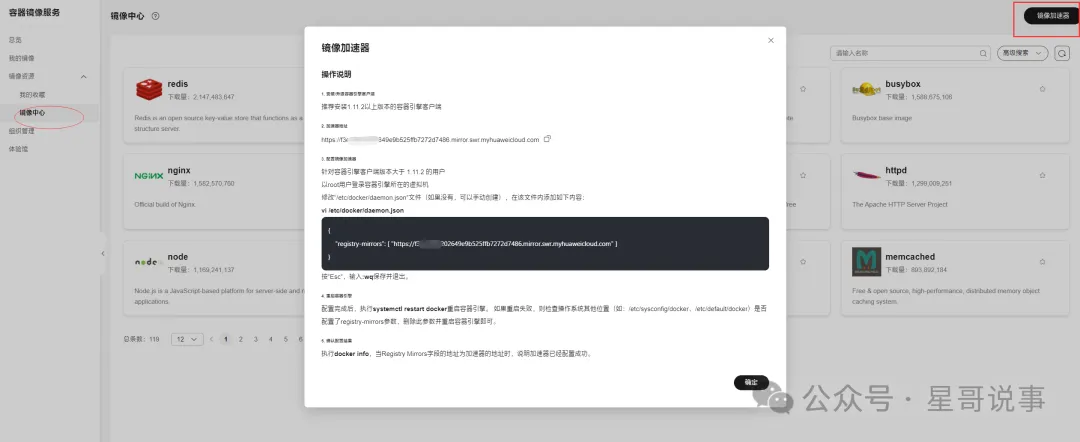 容器镜像服务
总览
我的镜像
镜像资源
我的收藏
镜像中心
组织管理
体验馆
镜像中心
镜像加速器
请输入名称
高级搜索
redis
下载量：2,147,483,647
Redis is an open source key-value store that functions as a
structure server.
nginx
下载量：1,562,570,760
Official build of Nginx
node
下载量：1,169,241,137
Node.js is a JavaScript-based platform for server-side and n
applications.
总条数：119
12
1
2
3
4
5
6
镜像加速器
操作说明
1. 安装/升级容器引擎客户端
推荐安装1.11.2以上版本的容器引擎客户端
2. 加速器地址
349e9b525ffb7272d7486.mirror.swr.myhuaweicloud.com
3. 配置镜像加速器
针对容器引擎客户端版本大于 1.11.2 的用户
以root用户登录容器引擎所在的虚拟机
修改"/etc/docker/daemon.json"文件（如果没有，可以手动创建），在该文件内添加如下内容：
vi /etc/docker/daemon.json
{
"registry-mirrors": [ "https://f3 202649e9b525ffb7272d7486.mirror.swr.myhuaweicloud.com" ]
}
按"Esc"，输入:wq保存并退出。
4. 重启容器引擎
配置完成后，执行systemctl restart docker重启容器引擎。 如果重启失败，则检查操作系统其他位置（如：/etc/sysconfig/docker、/etc/default/docker）是否
配置了registry-mirrors参数，删除此参数并重启容器引擎即可。
5. 确认配置结果
执行docker info，当Registry Mirrors字段的地址为加速器的地址时，说明加速器已经配置成功。
确定
busybox
下载量：1,588,675,106
Busybox base image
httpd
下载量：1,299,009,251
free
The Apache HTTP Server Project
memcached
下载量：893,892,184
Free & open source, high-performance, distributed memory object
caching system.
公众号 · 星哥说事